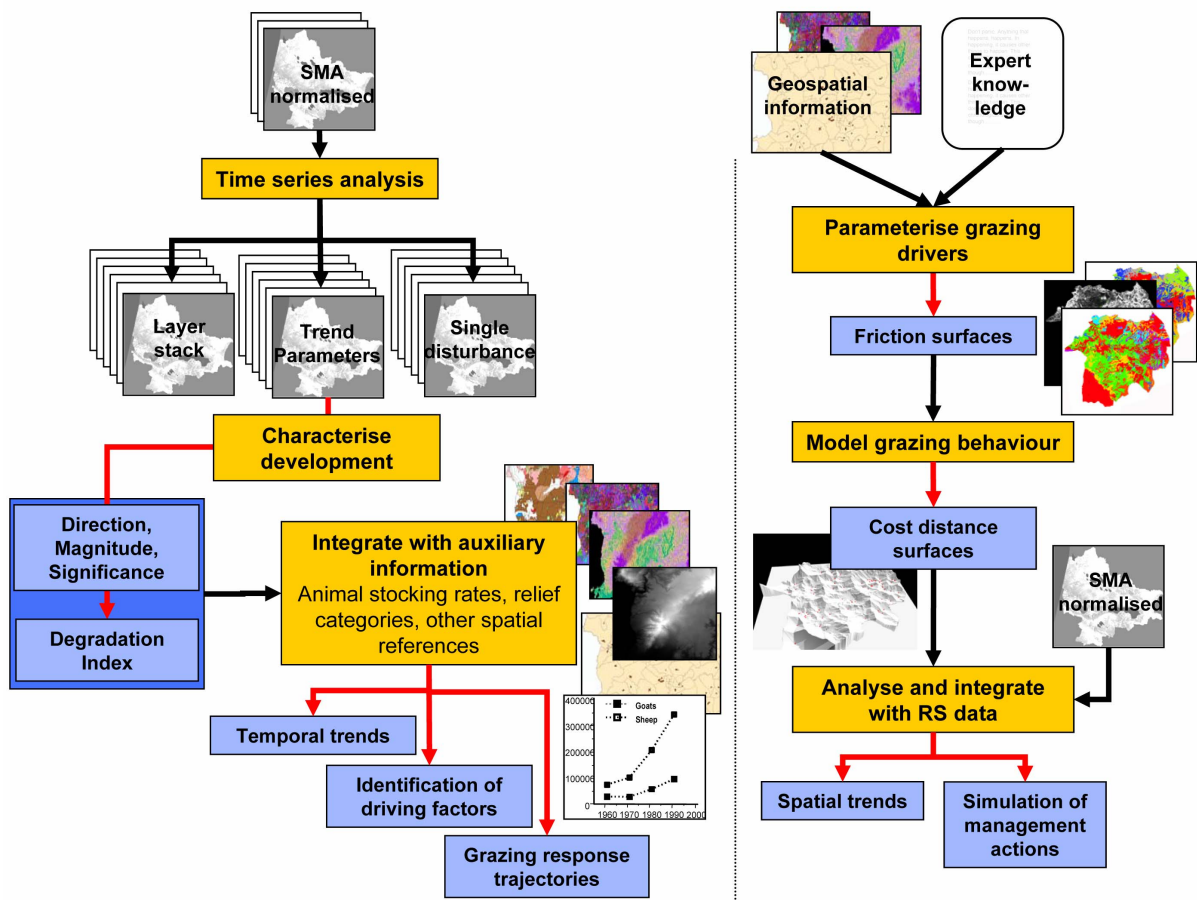 SMA
normalised
Time series analysis
Layer
stack
Trend
Parameters
Single
disturbance
Characterise
development
Direction,
Magnitude,
Significance
Degradation
Index
Integrate with auxiliary
information
Animal stocking rates, relief
categories, other spatial
references
Temporal trends
Identification of
driving factors
Grazing response
trajectories
400000
300000
200000
100000
0
Goats
Sheep
1960 1970 1980 1990 2000
Geospatial
information
Expert
know-
ledge
Parameterise grazing
drivers
Friction surfaces
Model grazing behaviour
Cost distance
surfaces
SMA
normalised
Analyse and integrate
with RS data
Spatial trends
Simulation of
management
actions